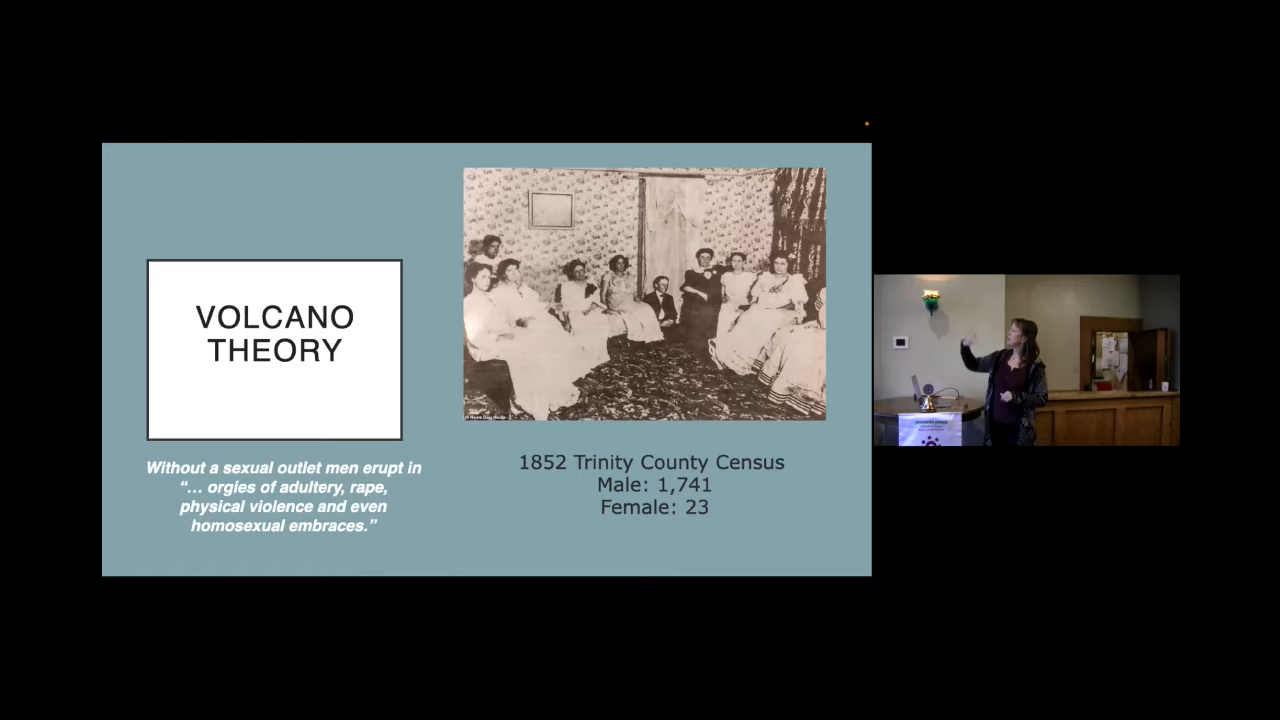 VOLCANO
THEORY
Without a sexual outlet men erupt in
“... orgies of adultery, rape,
physical violence and even
homosexual embraces.”
1852 Trinity County Census
Male: 1,741
Female: 23